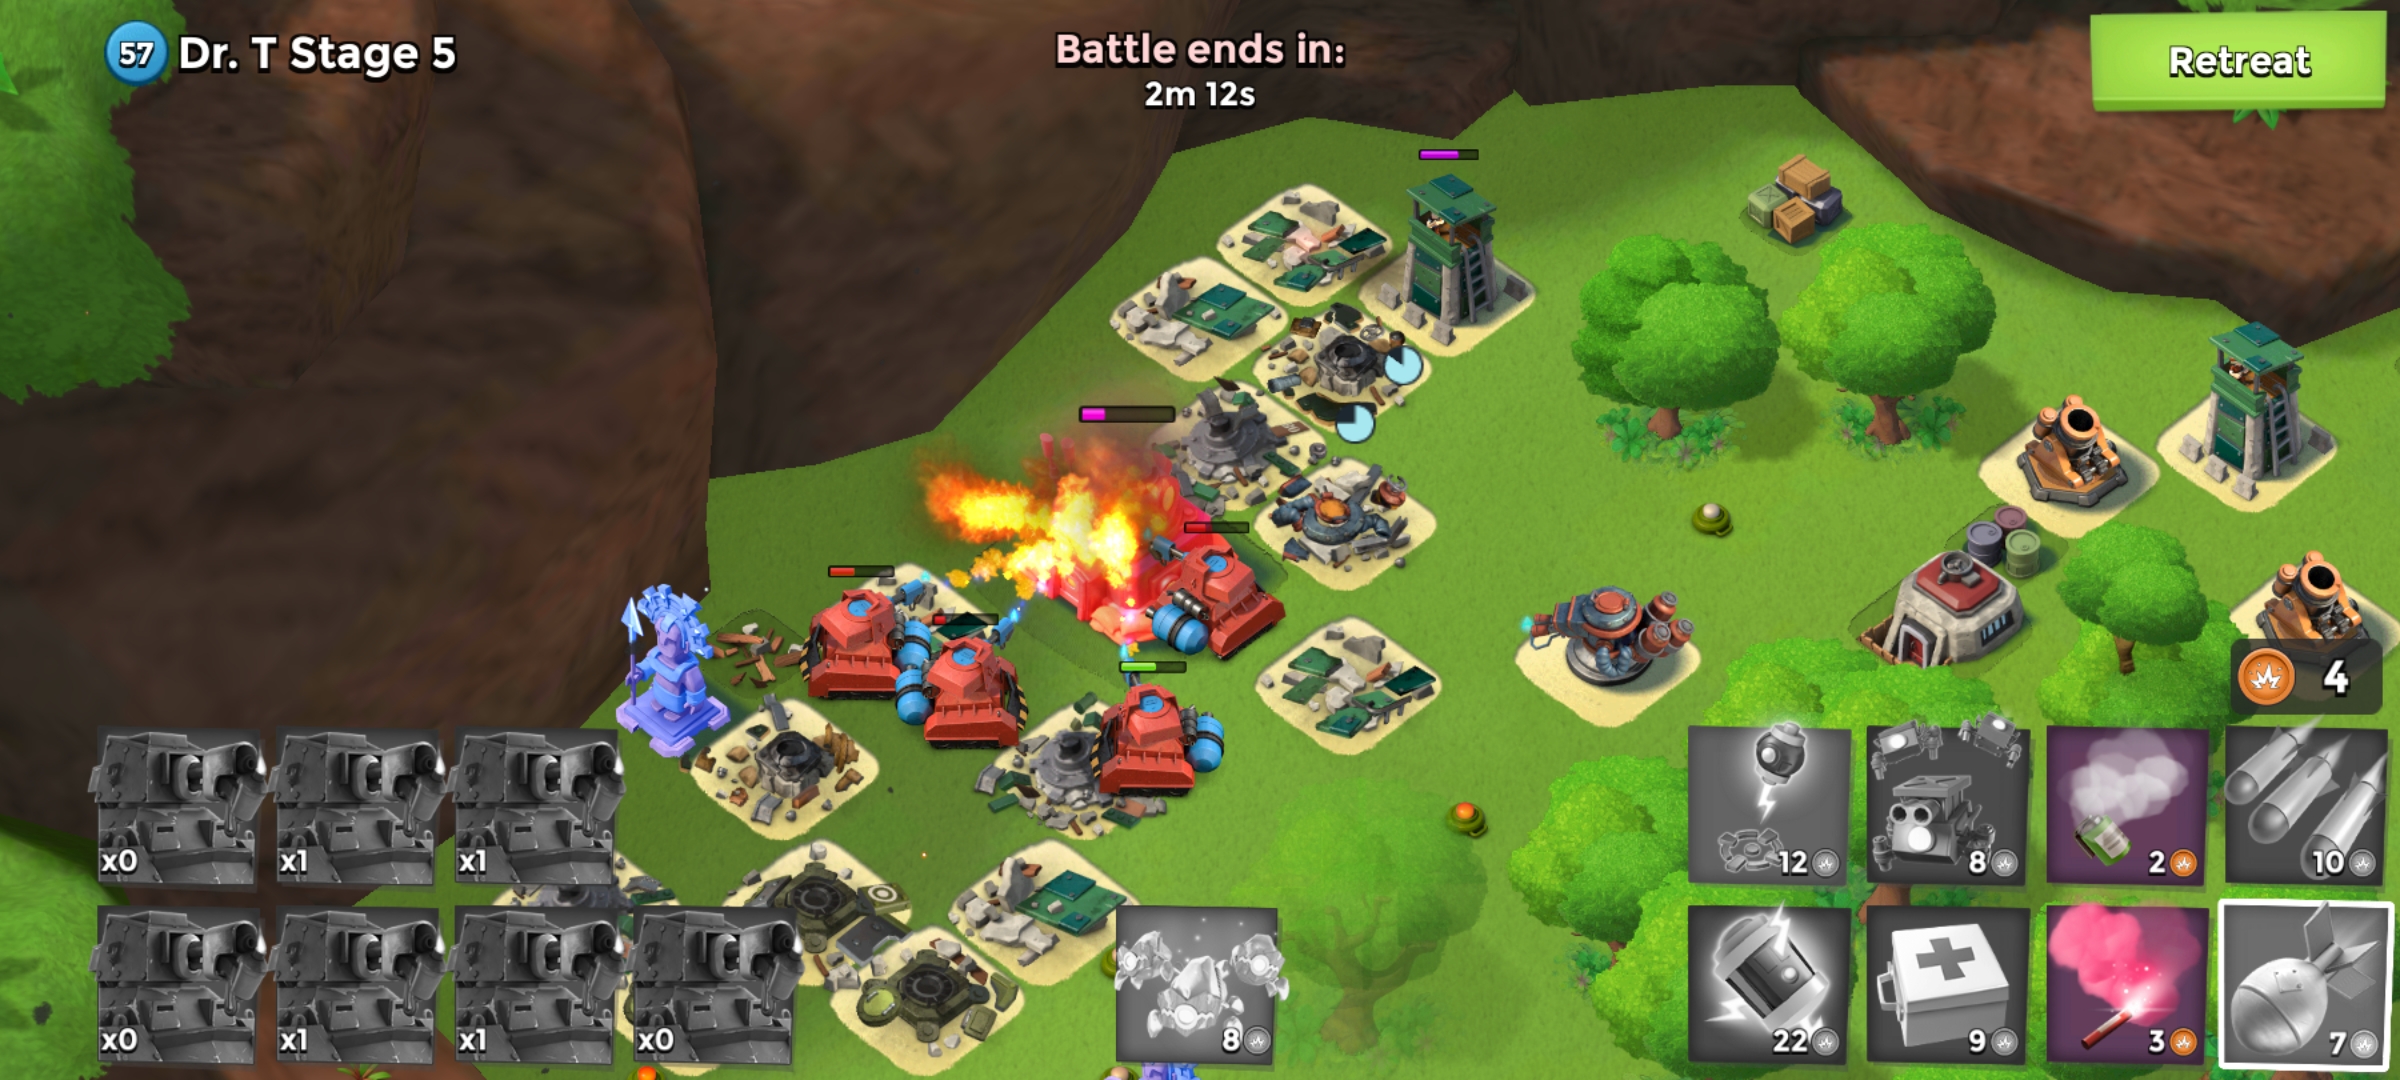 57 Dr. T Stage 5
Battle ends in:
2m 12s
Retreat
4
x0
x1
x1
12
8
2
10
x0
x1
x1
x0
8
22
9
3
7